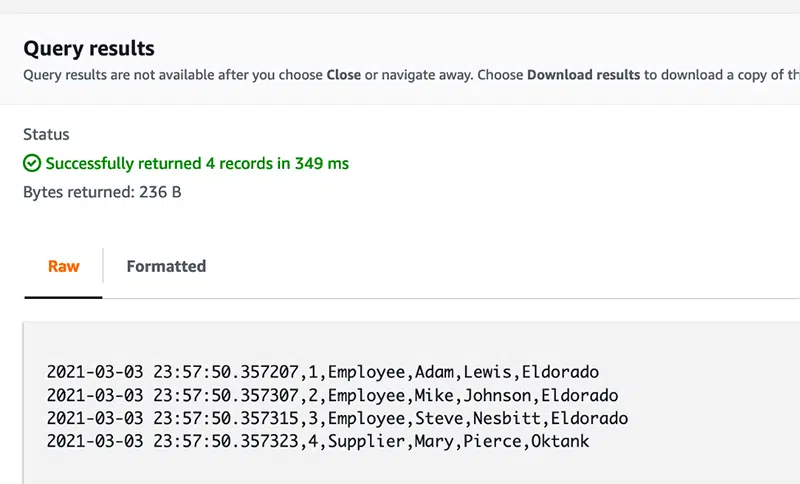 Query results
Query results are not available after you choose Close or navigate away. Choose Download results to download a copy of
Status
Successfully returned 4 records in 349 ms
Bytes returned: 236 B
Raw
Formatted
2021-03-03 23:57:50.357207,1,Employee,Adam,Lewis,Eldorado
2021-03-03 23:57:50.357307,2,Employee,Mike,Johnson,Eldorado
2021-03-03 23:57:50.357315,3,Employee,Steve,Nesbitt,Eldorado
2021-03-03 23:57:50.357323,4,Supplier,Mary,Pierce,Oktank